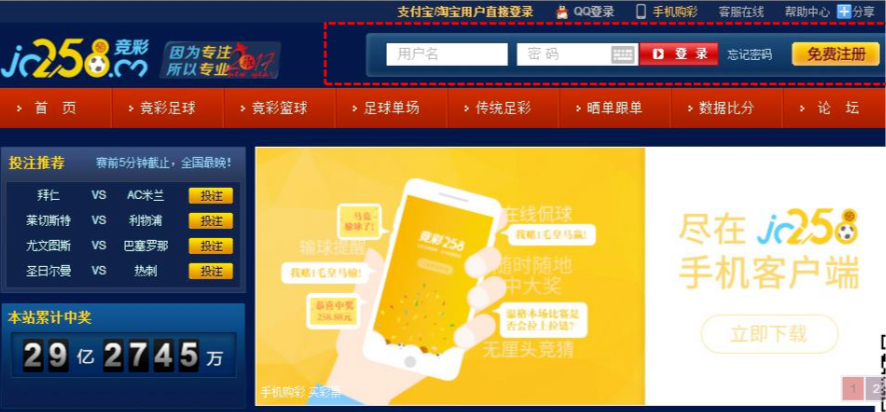 支付宝/淘宝用户直接登录 QQ登录 手机购彩 客服在线 帮助中心 分享
jc258 竞彩 .cn
因为专注
所以专业
用户名 密码 登 录 忘记密码 免费注册
首 页 竞彩足球 竞彩篮球 足球单场 传统足彩 晒单跟单 数据比分 论 坛
投注推荐 赛前5分钟截止,全国最晚!
拜仁 VS AC米兰 投注
莱切斯特 VS 利物浦 投注
尤文图斯 VS 巴塞罗那 投注
圣日尔曼 VS 热刺 投注
本站累计中奖
29亿2745万
马竞-
输球了!
输球提醒
我赌1毛皇马输!
恭喜中奖
258.88元
竞彩258
在线侃球
我赌1毛皇马赢!
随时随地
中大奖
温格本场比赛是
否会拉上拉链?
无厘头竞猜
手机购彩 买彩票
尽在 jc258
手机客户端
立即下载
1 2